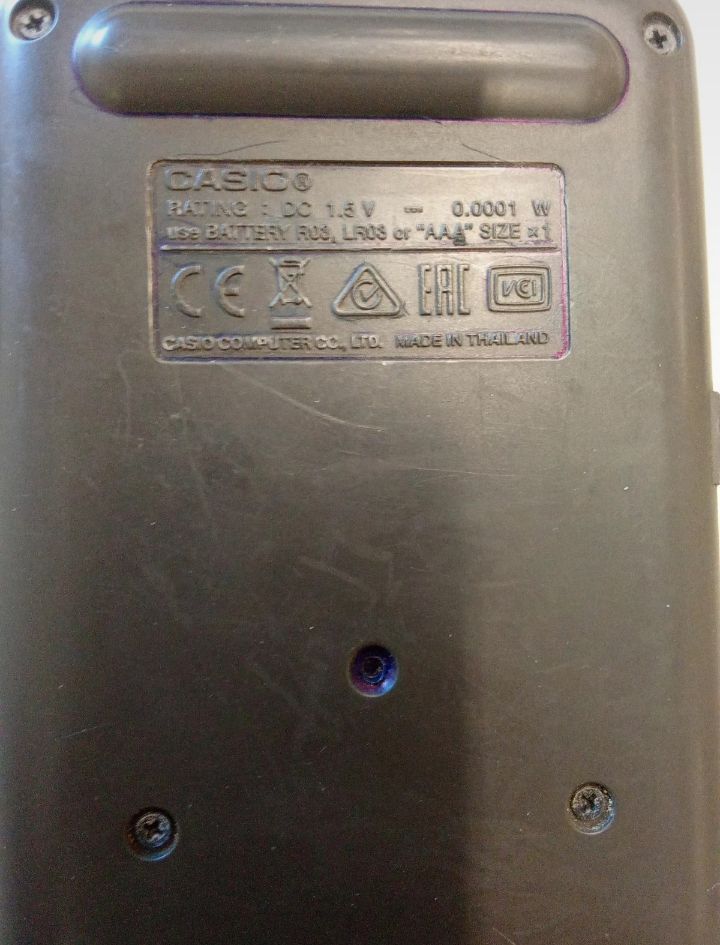 CASIO®
RATING : DC 1.5 V ⎓ 0.0001 W
use BATTERY R03, LR03 or "AAA" SIZE ×1
CE EAC VCCI
CASIO COMPUTER CO., LTD. MADE IN THAILAND